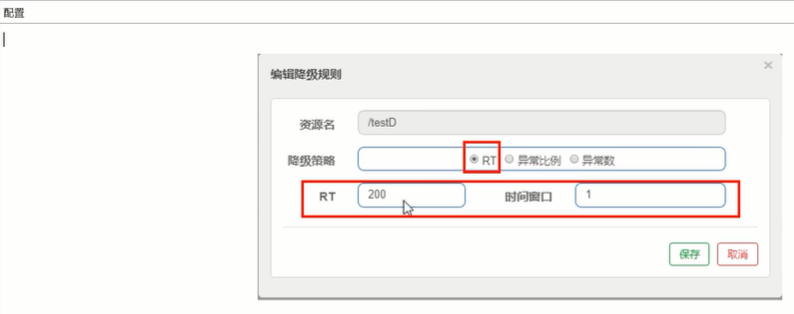 配置
编辑降级规则
×
资源名 /testD
降级策略 RT 异常比例 异常数
RT 200 时间窗口 1
保存 取消